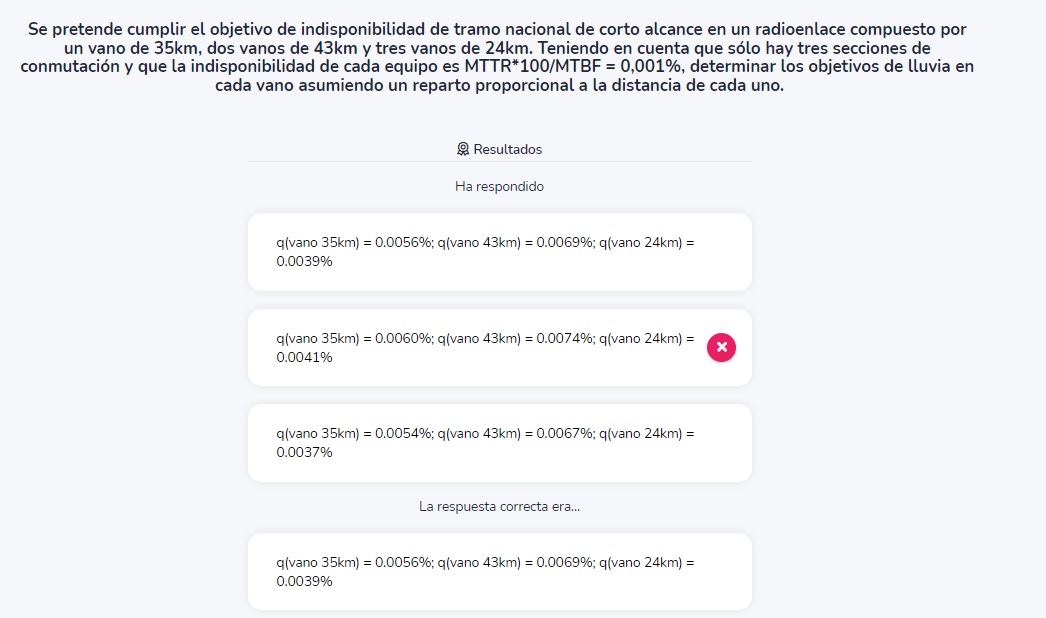 Se pretende cumplir el objetivo de indisponibilidad de tramo nacional de corto alcance en un radioenlace compuesto por
un vano de 35km, dos vanos de 43km y tres vanos de 24km. Teniendo en cuenta que sólo hay tres secciones de
conmutación y que la indisponibilidad de cada equipo es MTTR*100/MTBF = 0,001%, determinar los objetivos de lluvia en
cada vano asumiendo un reparto proporcional a la distancia de cada uno.
Resultados
Ha respondido
q(vano 35km) = 0.0056%; q(vano 43km) = 0.0069%; q(vano 24km) =
0.0039%
q(vano 35km) = 0.0060%; q(vano 43km) = 0.0074%; q(vano 24km) =
0.0041%
q(vano 35km) = 0.0054%; q(vano 43km) = 0.0067%; q(vano 24km) =
0.0037%
La respuesta correcta era...
q(vano 35km) = 0.0056%; q(vano 43km) = 0.0069%; q(vano 24km) =
0.0039%